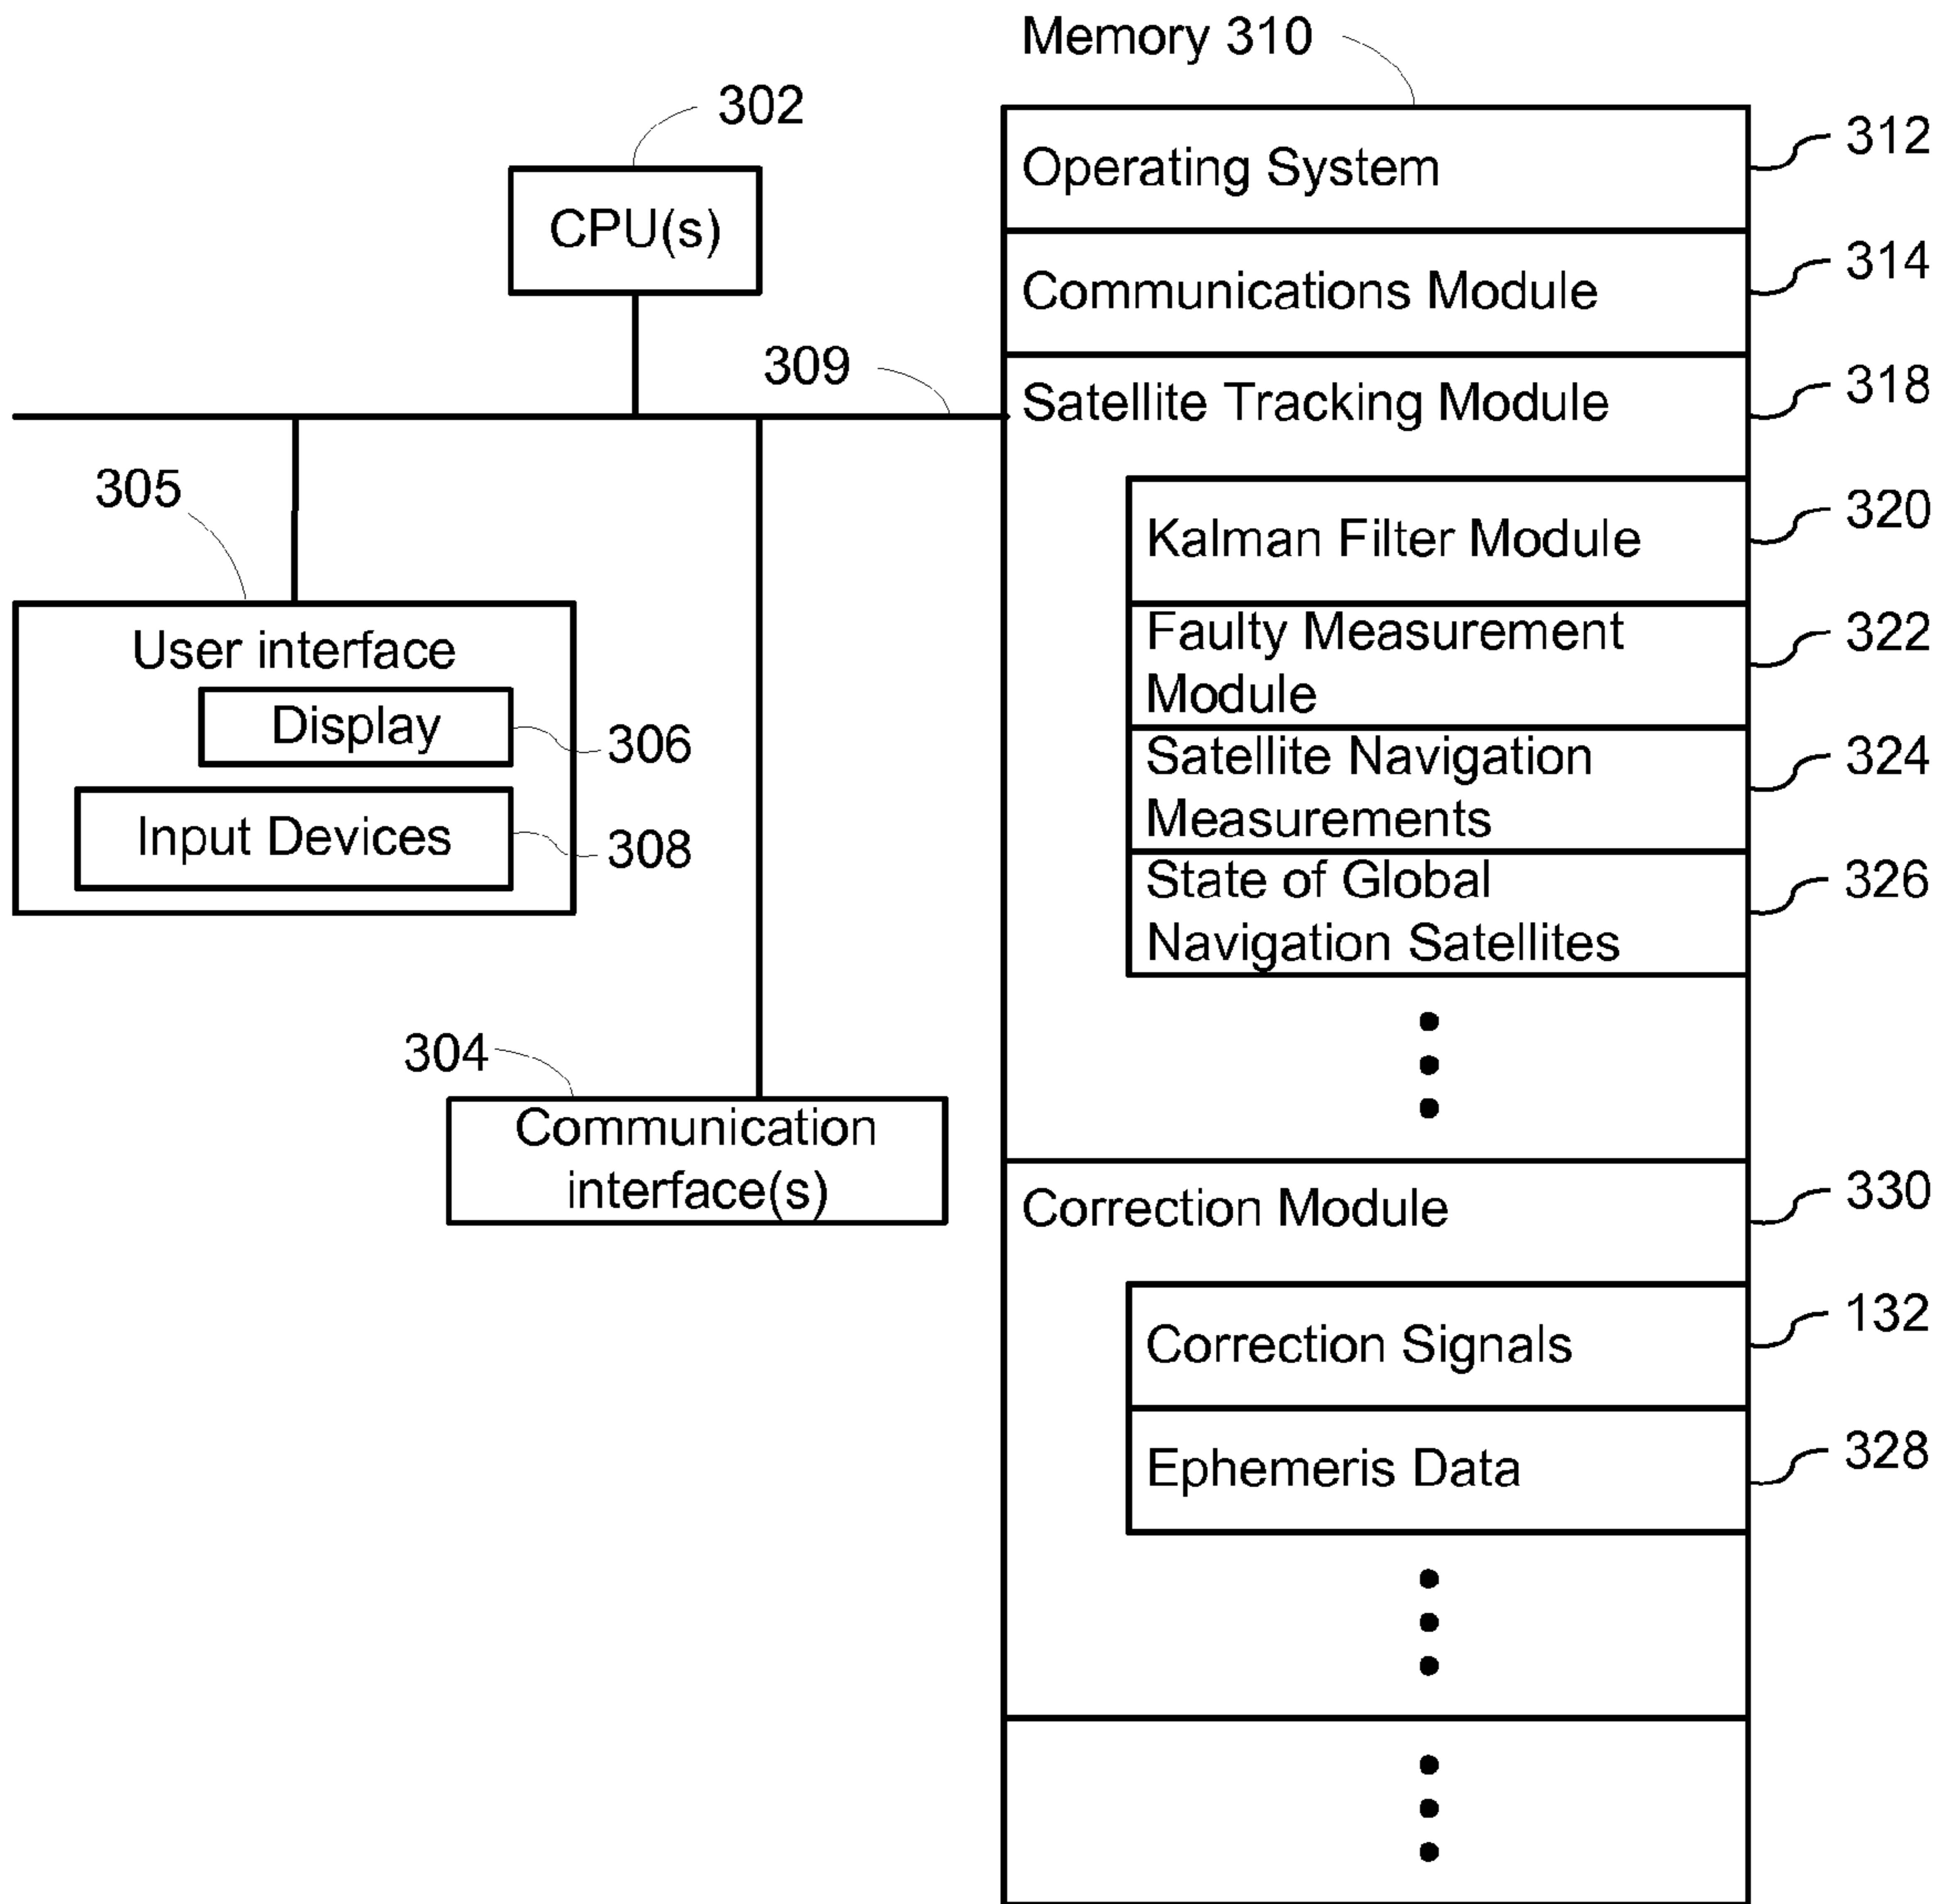 Memory 310
302
CPU(s)
309
305
User interface
Display
306
Input Devices
308
304
Communication
interface(s)
Operating System
312
Communications Module
314
Satellite Tracking Module
318
Kalman Filter Module
320
Faulty Measurement
Module
322
Satellite Navigation
Measurements
324
State of Global
Navigation Satellites
326
Correction Module
330
Correction Signals
132
Ephemeris Data
328